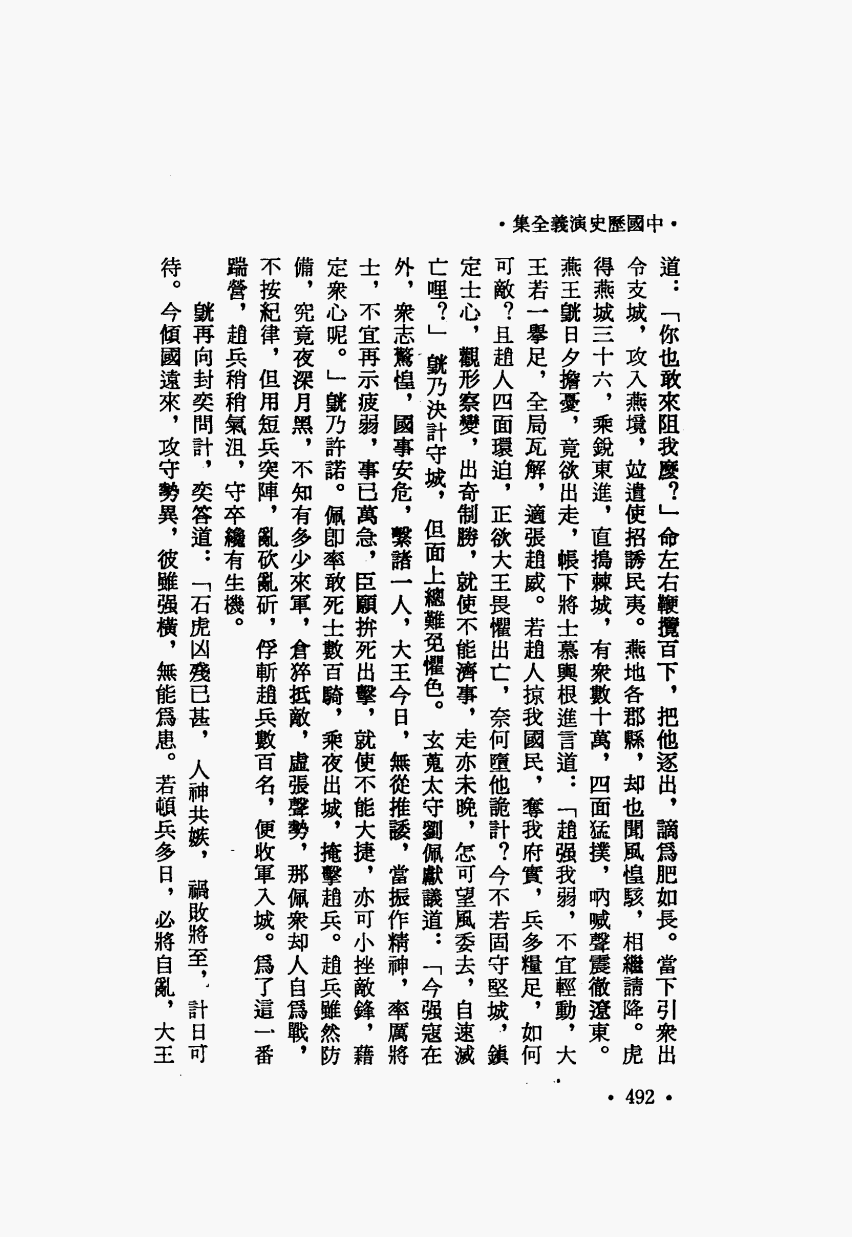 •中國歷史演義全集•
道：「你也敢來阻我麼？」命左右鞭攪百下，把他逐出，謫爲肥如長。當下引衆出
令支城，攻入燕境，竝遣使招誘民夷。燕地各郡縣，却也聞風惶駭，相繼請降。虎
得燕城三十六，乘銳東進，直搗棘城，有衆數十萬，四面猛撲，吶喊聲震徹遼東。
燕王皝日夕擔憂，竟欲出走，帳下將士慕輿根進言道：「趙强我弱，不宜輕動，大
王若一舉足，全局瓦解，適張趙威。若趙人掠我國民，奪我府實，兵多糧足，如何
可敵？且趙人四面環迫，正欲大王畏懼出亡，奈何墮他詭計？今不若固守堅城，鎮
定士心，觀形察變，出奇制勝，就使不能濟事，走亦未晚，怎可望風委去，自速滅
亡哩？」皝乃決計守城，但面上總難免懼色。玄菟太守劉佩獻議道：「今强寇在
外，衆志驚惶，國事安危，繫諸一人，大王今日，無從推諉，當振作精神，率厲將
士，不宜再示疲弱，事已萬急，臣願拚死出擊，就使不能大捷，亦可小挫敵鋒，藉
定衆心呢。」皝乃許諾。佩卽率敢死士數百騎，乘夜出城，掩擊趙兵。趙兵雖然防
備，究竟夜深月黑，不知有多少來軍，倉猝抵敵，虛張聲勢，那佩衆却人自爲戰，
不按紀律，但用短兵突陣，亂砍亂斫，俘斬趙兵數百名，便收軍入城。爲了這一番
踹營，趙兵稍稍氣沮，守卒纔有生機。
皝再向封奕問計，奕答道：「石虎凶殘已甚，人神共嫉，禍敗將至，計日可
待。今傾國遠來，攻守勢異，彼雖强橫，無能爲患。若頓兵多日，必將自亂，大王
•492•